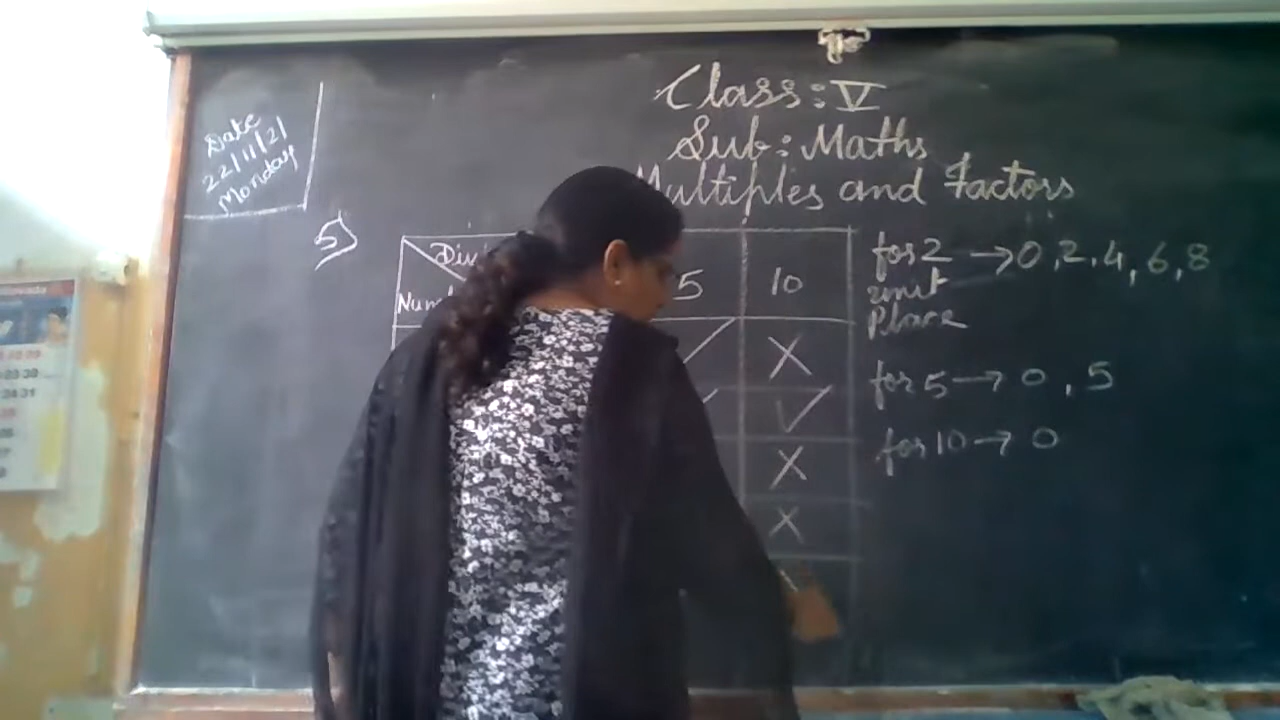 Class : V
Sub : Maths
Multiples and Factors
Date
22/11/21
Monday
5)
5
10
for 2 → 0, 2, 4, 6, 8
unit
Place
X
✓
for 5 → 0, 5
for 10 → 0
X
X